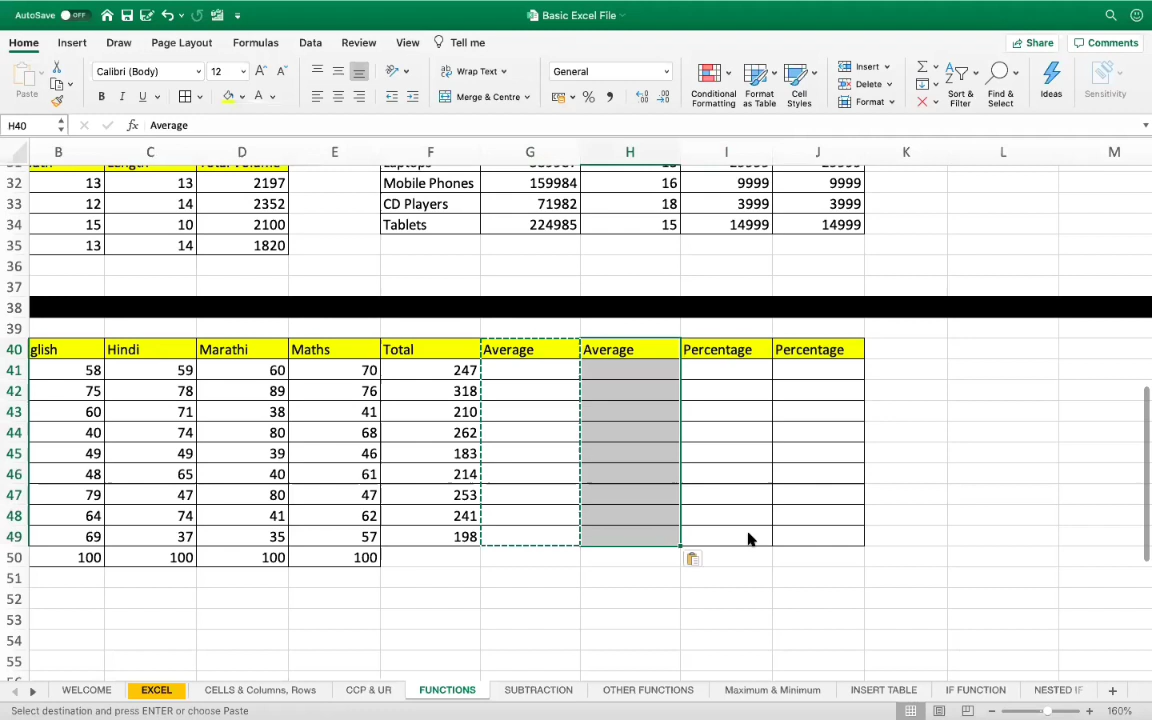 AutoSave OFF Basic Excel File
Home Insert Draw Page Layout Formulas Data Review View Tell me Share Comments
Paste Calibri (Body) 12 A A Wrap Text General Conditional Formatting Format as Table Cell Styles Insert Σ Sort & Filter Find & Select Ideas Sensitivity
B I U A Merge & Centre % Delete Format
H40 fx Average
B C D E F G H I J K L M
32 13 13 2197 Mobile Phones 159984 16 9999 9999
33 12 14 2352 CD Players 71982 18 3999 3999
34 15 10 2100 Tablets 224985 15 14999 14999
35 13 14 1820
36
37
38
39
40 glish Hindi Marathi Maths Total Average Average Percentage Percentage
41 58 59 60 70 247
42 75 78 89 76 318
43 60 71 38 41 210
44 40 74 80 68 262
45 49 49 39 46 183
46 48 65 40 61 214
47 79 47 80 47 253
48 64 74 41 62 241
49 69 37 35 57 198
50 100 100 100 100
51
52
53
54
55
WELCOME EXCEL CELLS & Columns, Rows CCP & UR FUNCTIONS SUBTRACTION OTHER FUNCTIONS Maximum & Minimum INSERT TABLE IF FUNCTION NESTED IF
Select destination and press ENTER or choose Paste 160%